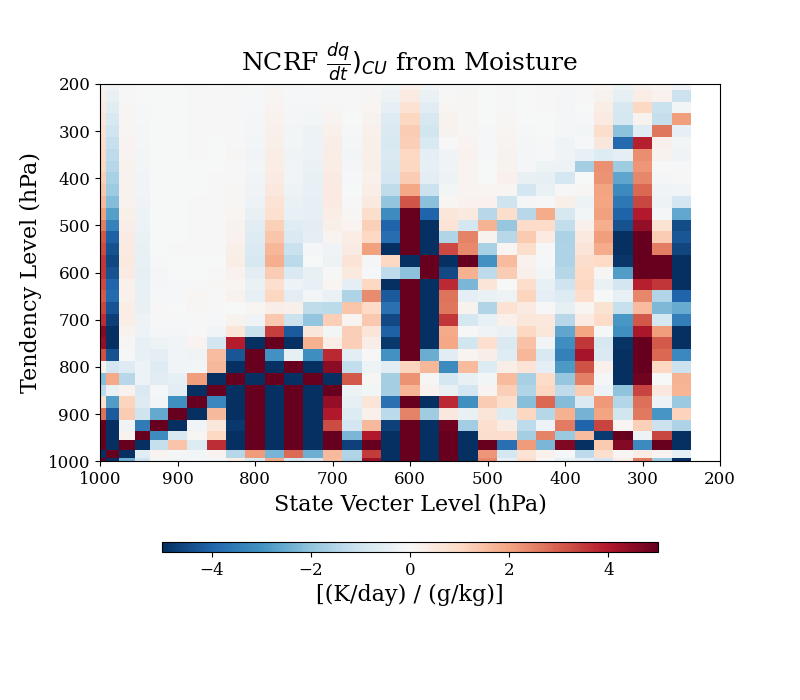 NCRF $\frac{dq}{dt})_{CU}$ from Moisture
Tendency Level (hPa)
200
300
400
500
600
700
800
900
1000
1000 900 800 700 600 500 400 300 200
State Vecter Level (hPa)
−4 −2 0 2 4
[(K/day) / (g/kg)]